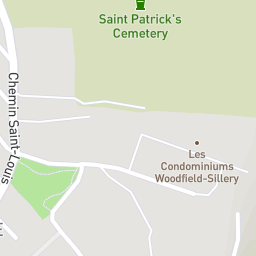 Saint Patrick's
Cemetery
Chemin Saint-Louis
Les
Condominiums
Woodfield-Sillery